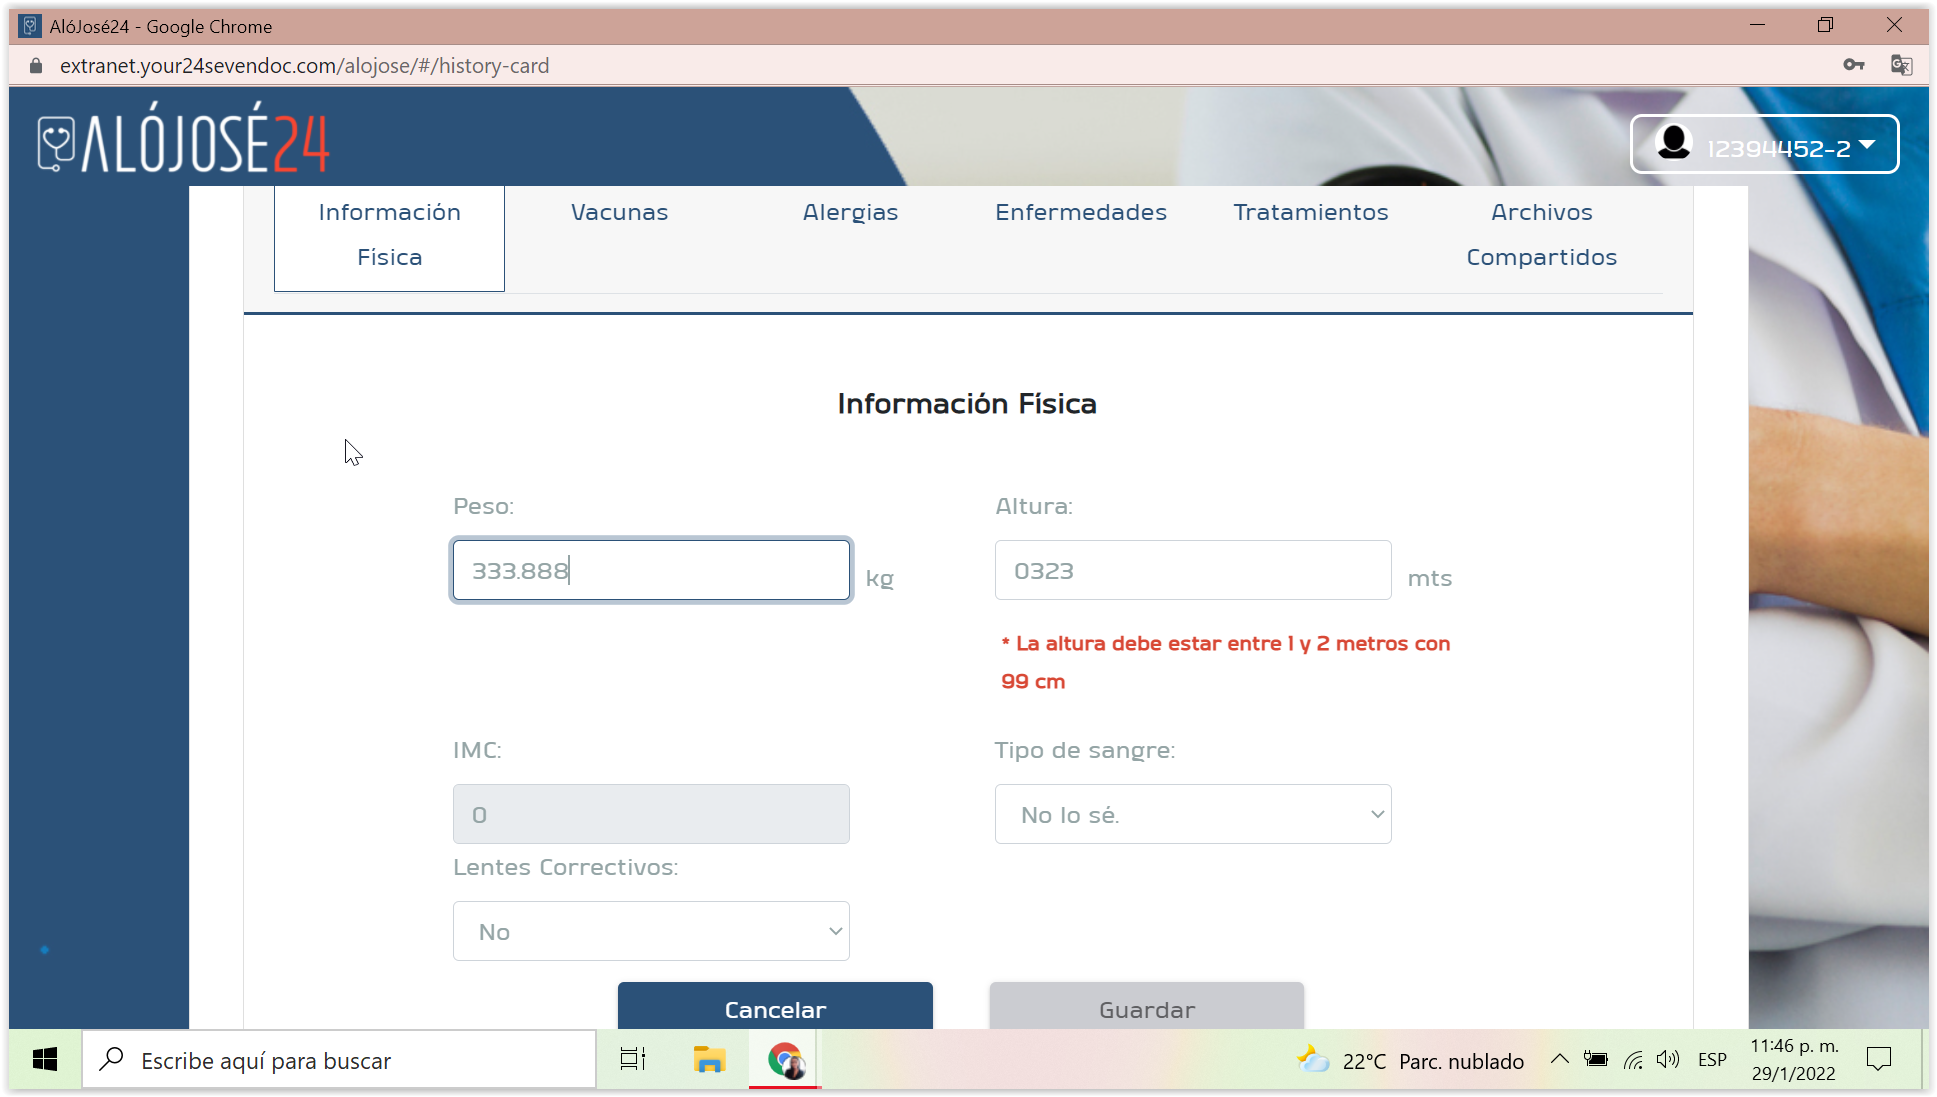 AlóJosé24 - Google Chrome
extranet.your24sevendoc.com/alojose/#/history-card
ALÓJOSÉ24
12394452-2
Información Física
Vacunas
Alergias
Enfermedades
Tratamientos
Archivos Compartidos
Información Física
Peso:
333.888
kg
Altura:
0323
mts
* La altura debe estar entre 1 y 2 metros con
99 cm
IMC:
0
Tipo de sangre:
No lo sé.
Lentes Correctivos:
No
Cancelar
Guardar
Escribe aquí para buscar
22°C Parc. nublado
ESP
11:46 p. m.
29/1/2022